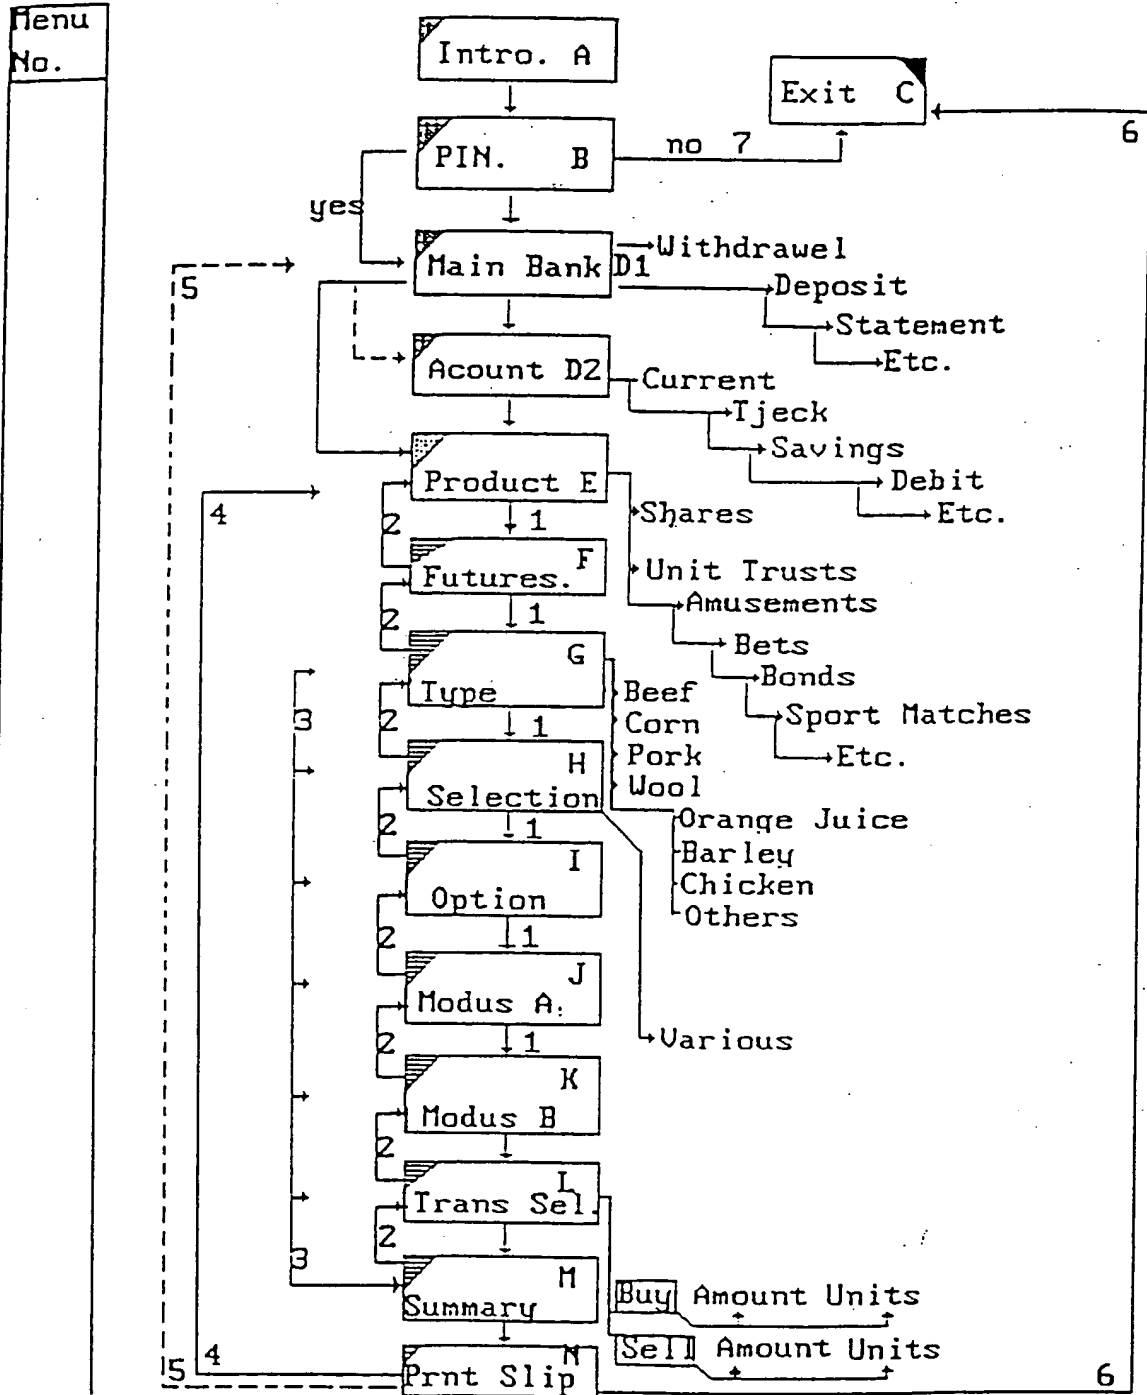 Menu
No.
Intro. A
Exit C
6
PIN. B
no 7
yes
Main Bank D1
Withdrawel
5
Deposit
Statement
Etc.
Acount D2
Current
Tjeck
Savings
Debit
Etc.
Product E
4
2
1
Shares
F
Futures.
Unit Trusts
2
1
Amusements
G
Type
Bets
Bonds
Beef
3
2
1
Corn
Sport Matches
Pork
Etc.
H
Selection
Wool
2
1
Orange Juice
Barley
I
Option
Chicken
Others
2
1
J
Modus A.
2
1
Various
K
Modus B
2
L
Trans Sel.
2
3
M
Summary
Buy Amount Units
4
N
Prnt Slip
Sell Amount Units
5
6